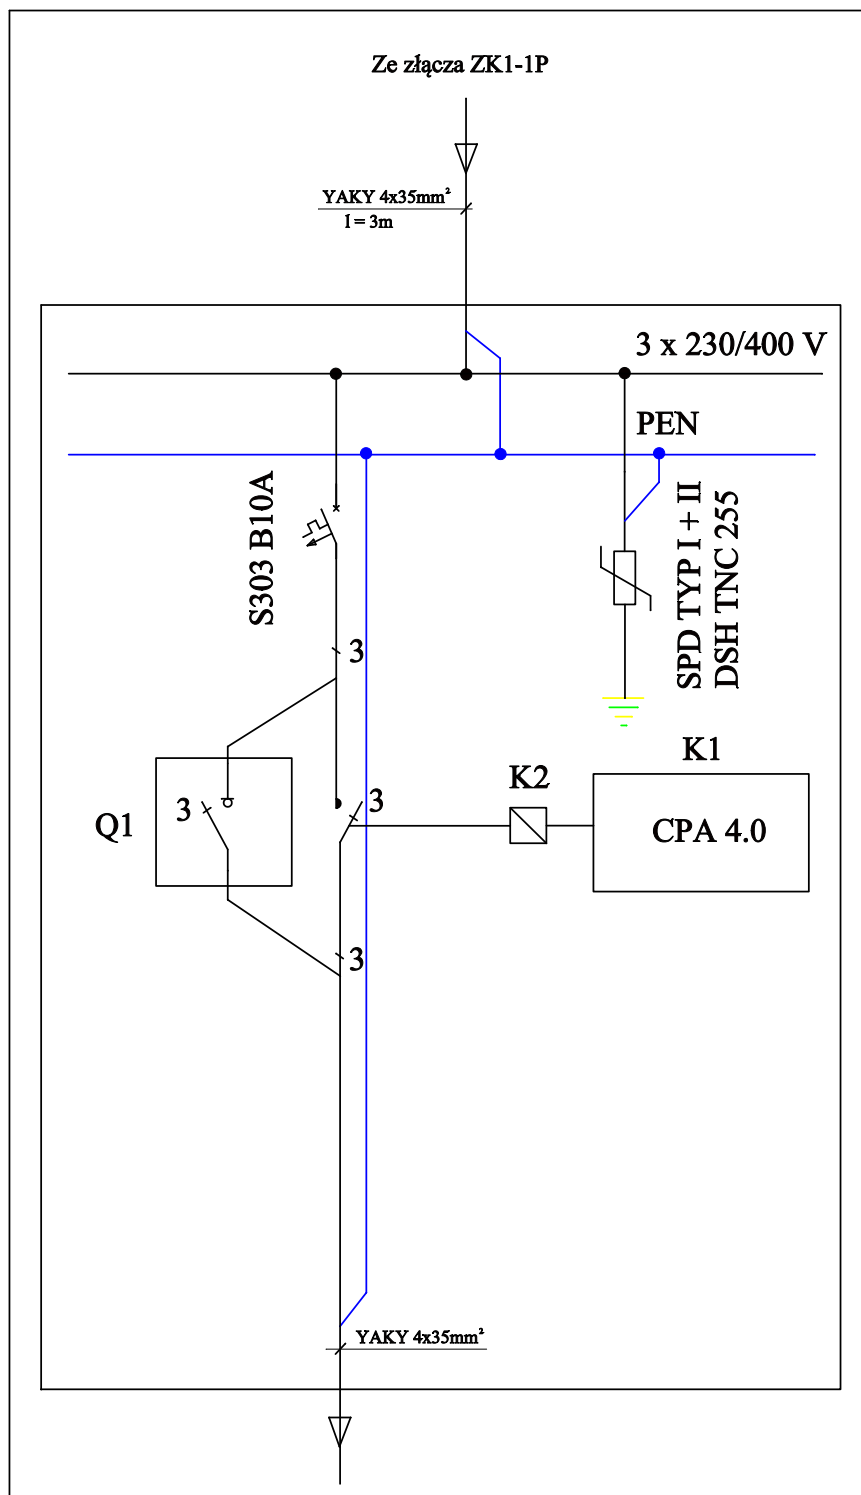 Ze złącza ZK1-1P
YAKY 4x35mm²
l = 3m
3 x 230/400 V
PEN
S303 B10A
SPD TYP I + II
DSH TNC 255
3
K1
K2
3
3
Q1
CPA 4.0
3
YAKY 4x35mm²